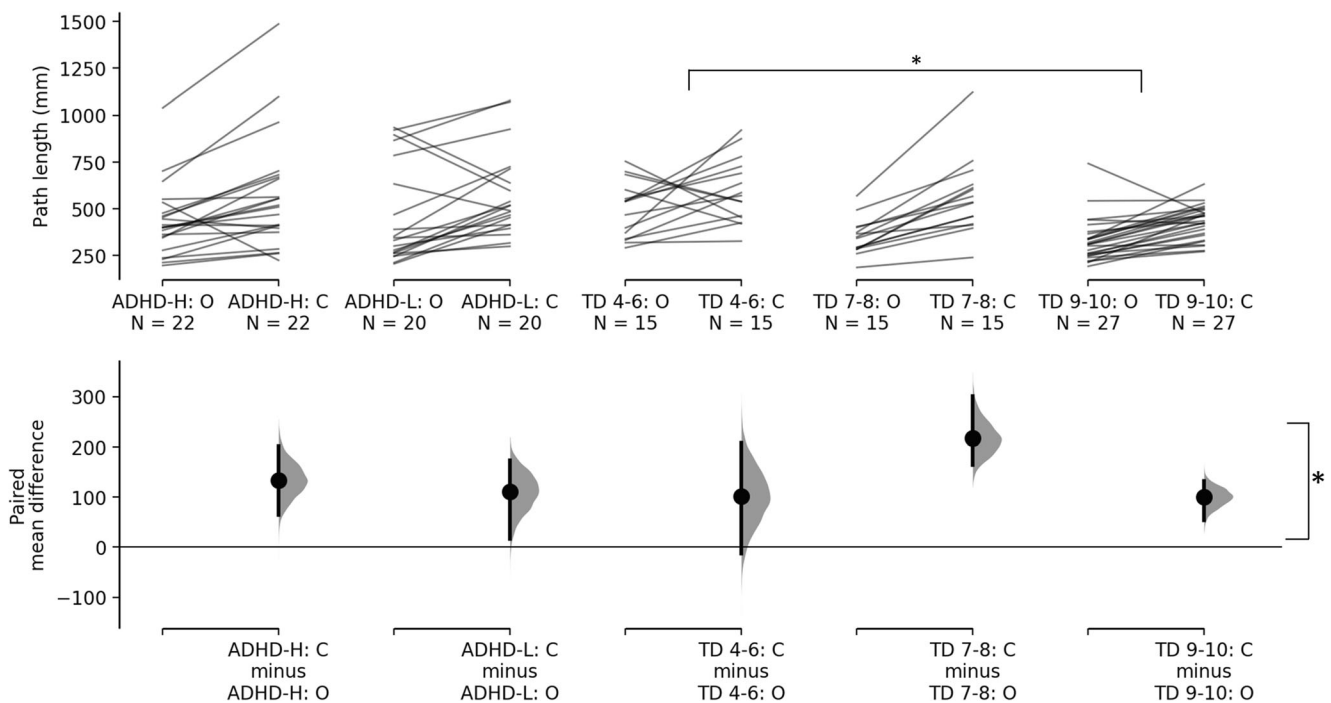 Path length (mm)
1500
1250
1000
750
500
250
*
ADHD-H: O
N = 22
ADHD-H: C
N = 22
ADHD-L: O
N = 20
ADHD-L: C
N = 20
TD 4-6: O
N = 15
TD 4-6: C
N = 15
TD 7-8: O
N = 15
TD 7-8: C
N = 15
TD 9-10: O
N = 27
TD 9-10: C
N = 27
Paired
mean difference
300
200
100
0
−100
*
ADHD-H: C
minus
ADHD-H: O
ADHD-L: C
minus
ADHD-L: O
TD 4-6: C
minus
TD 4-6: O
TD 7-8: C
minus
TD 7-8: O
TD 9-10: C
minus
TD 9-10: O